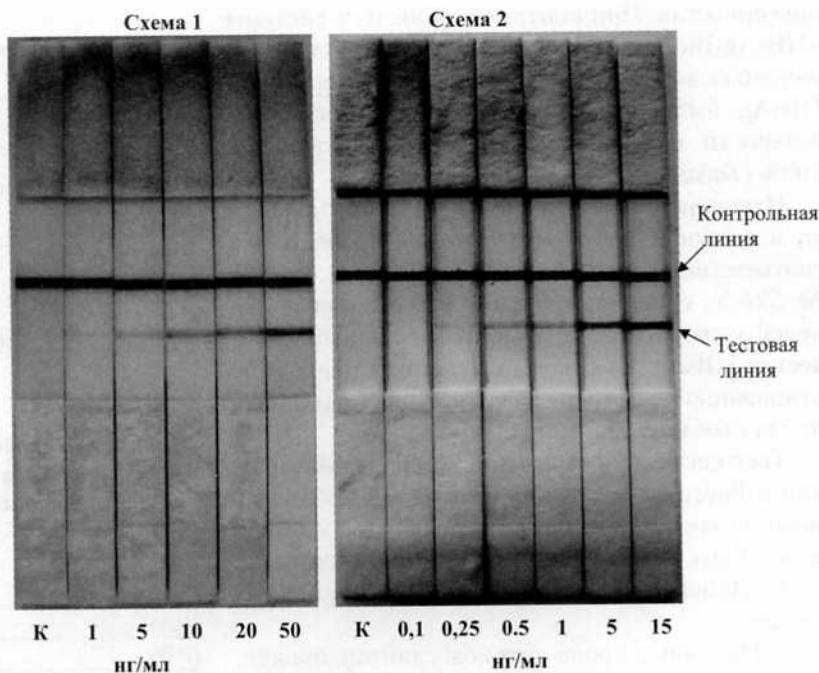 Схема 1
Схема 2
Контрольная
линия
Тестовая
линия
К 1 5 10 20 50
нг/мл
К 0,1 0,25 0.5 1 5 15
нг/мл